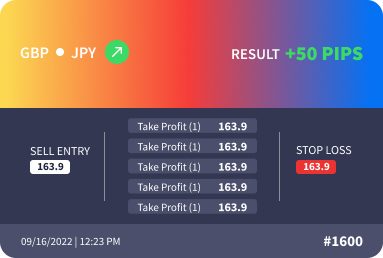 GBP JPY
RESULT +50 PIPS
Take Profit (1) 163.9
Take Profit (1) 163.9
Take Profit (1) 163.9
Take Profit (1) 163.9
Take Profit (1) 163.9
SELL ENTRY
163.9
STOP LOSS
163.9
09/16/2022 | 12:23 PM
#1600